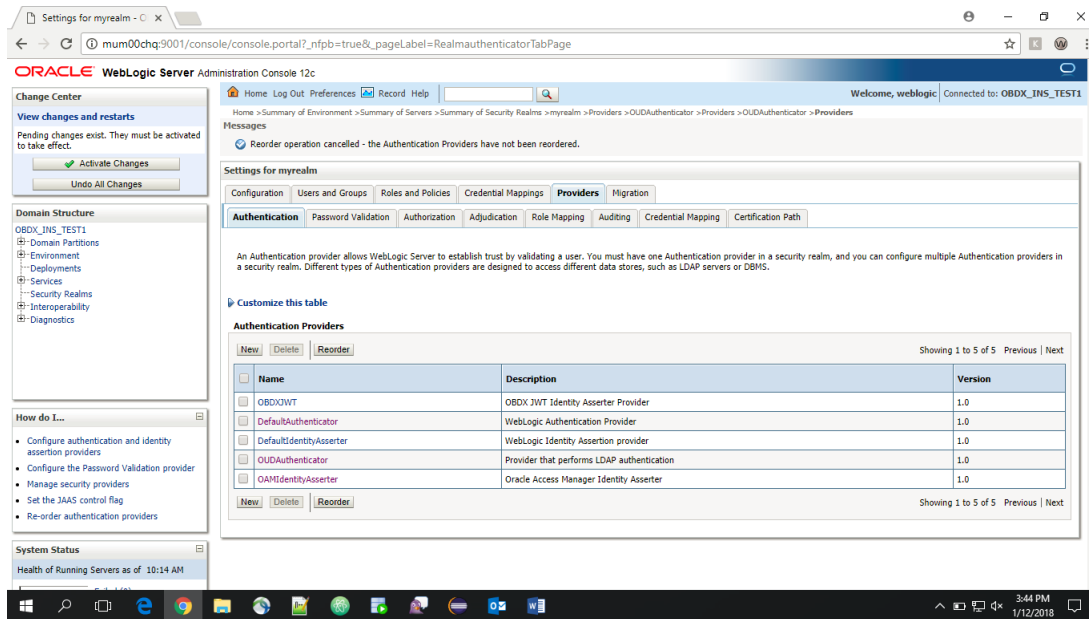 Settings for myrealm - O
mum00chq:9001/console/console.portal?_nfpb=true&_pageLabel=RealmauthenticatorTabPage
ORACLE WebLogic Server Administration Console 12c
Change Center
View changes and restarts
Pending changes exist. They must be activated
to take effect.
Activate Changes
Undo All Changes
Domain Structure
OBDX_INS_TEST1
Domain Partitions
Environment
Deployments
Services
Security Realms
Interoperability
Diagnostics
How do I...
Configure authentication and identity
assertion providers
Configure the Password Validation provider
Manage security providers
Set the JAAS control flag
Re-order authentication providers
System Status
Health of Running Servers as of 10:14 AM
Home Log Out Preferences Record Help
Welcome, weblogic Connected to: OBDX_INS_TEST1
Home >Summary of Environment >Summary of Servers >Summary of Security Realms >myrealm >Providers >OUDAuthenticator >Providers >OUDAuthenticator >Providers
Messages
Reorder operation cancelled - the Authentication Providers have not been reordered.
Settings for myrealm
Configuration Users and Groups Roles and Policies Credential Mappings Providers Migration
Authentication Password Validation Authorization Adjudication Role Mapping Auditing Credential Mapping Certification Path
An Authentication provider allows WebLogic Server to establish trust by validating a user. You must have one Authentication provider in a security realm, and you can configure multiple Authentication providers in
a security realm. Different types of Authentication providers are designed to access different data stores, such as LDAP servers or DBMS.
Customize this table
Authentication Providers
New Delete Reorder Showing 1 to 5 of 5 Previous | Next
Name Description Version
OBDXJWT OBDX JWT Identity Asserter Provider 1.0
DefaultAuthenticator WebLogic Authentication Provider 1.0
DefaultIdentityAsserter WebLogic Identity Assertion provider 1.0
OUDAuthenticator Provider that performs LDAP authentication 1.0
OAMIdentityAsserter Oracle Access Manager Identity Asserter 1.0
New Delete Reorder Showing 1 to 5 of 5 Previous | Next
3:44 PM
1/12/2018